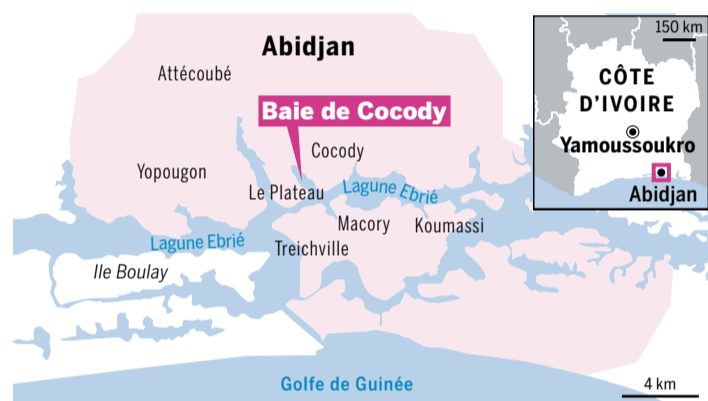 Abidjan
Attécoubé
Baie de Cocody
Cocody
Yopougon
Le Plateau
Lagune Ebrié
Macory
Koumassi
Lagune Ebrié
Treichville
Ile Boulay
Golfe de Guinée
4 km
150 km
CÔTE
D'IVOIRE
Yamoussoukro
Abidjan